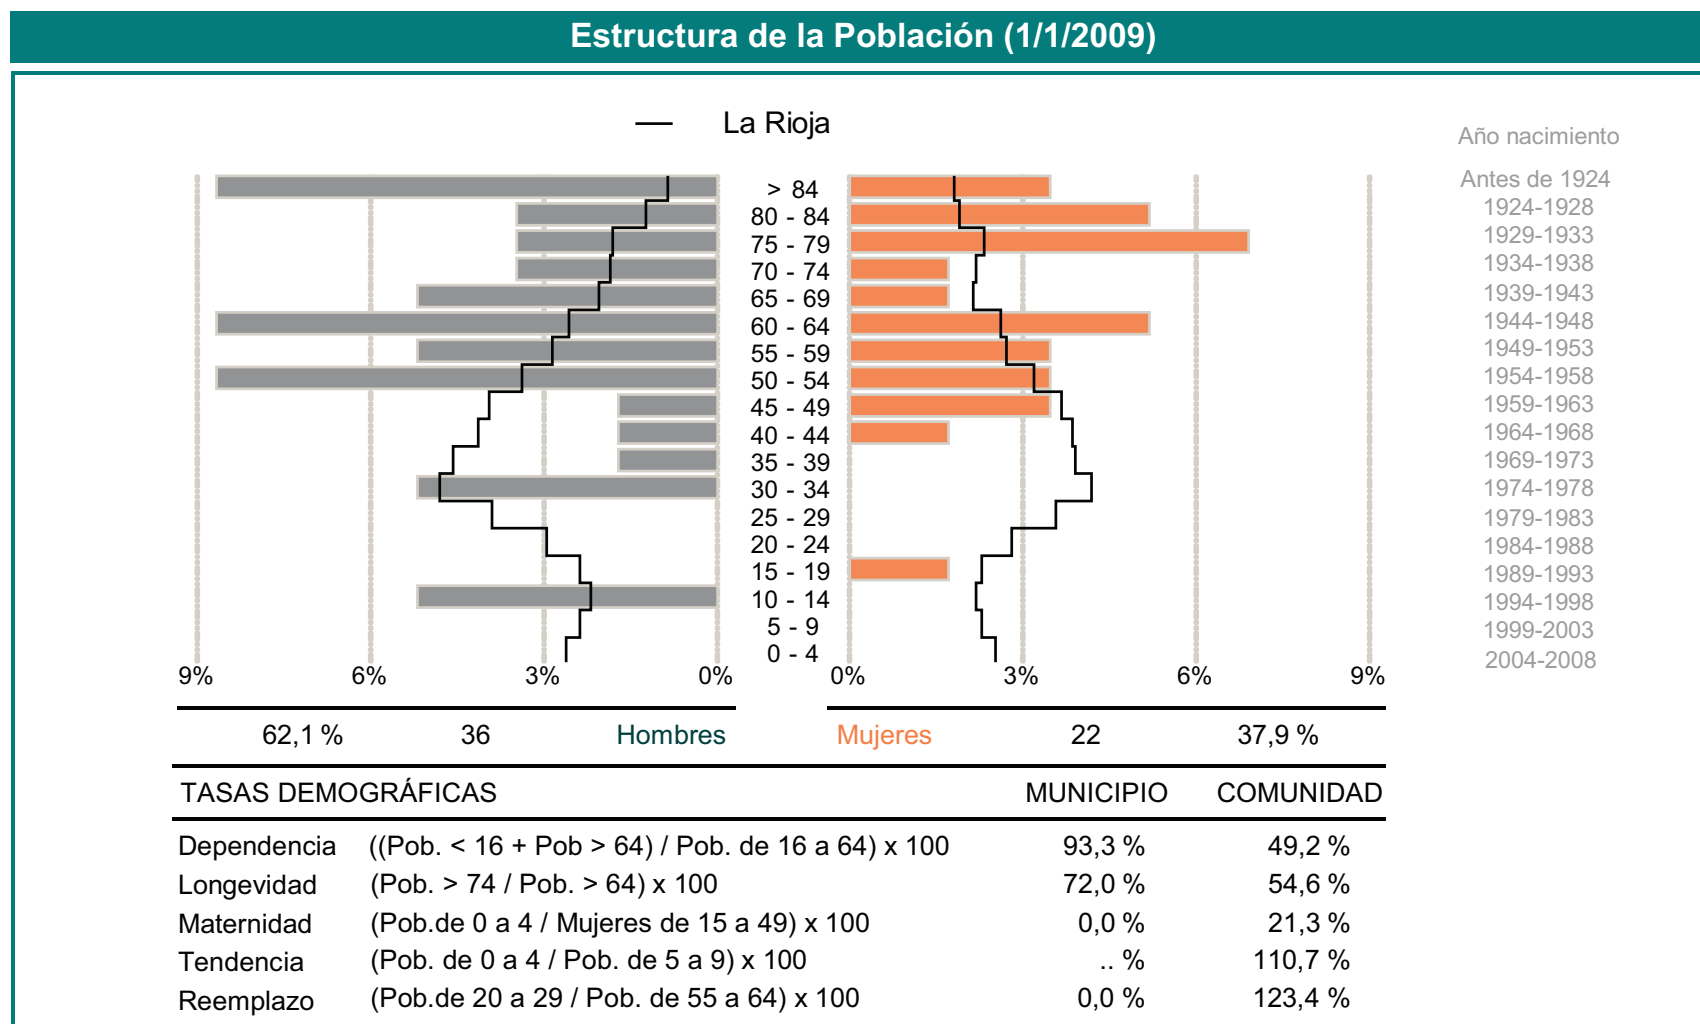 Estructura de la Población (1/1/2009)
La Rioja
Año nacimiento
> 84 Antes de 1924
80 - 84 1924-1928
75 - 79 1929-1933
70 - 74 1934-1938
65 - 69 1939-1943
60 - 64 1944-1948
55 - 59 1949-1953
50 - 54 1954-1958
45 - 49 1959-1963
40 - 44 1964-1968
35 - 39 1969-1973
30 - 34 1974-1978
25 - 29 1979-1983
20 - 24 1984-1988
15 - 19 1989-1993
10 - 14 1994-1998
5 - 9 1999-2003
0 - 4 2004-2008
9% 6% 3% 0% 0% 3% 6% 9%
62,1 % 36 Hombres Mujeres 22 37,9 %
TASAS DEMOGRÁFICAS MUNICIPIO COMUNIDAD
Dependencia ((Pob. < 16 + Pob > 64) / Pob. de 16 a 64) x 100 93,3 % 49,2 %
Longevidad (Pob. > 74 / Pob. > 64) x 100 72,0 % 54,6 %
Maternidad (Pob.de 0 a 4 / Mujeres de 15 a 49) x 100 0,0 % 21,3 %
Tendencia (Pob. de 0 a 4 / Pob. de 5 a 9) x 100 .. % 110,7 %
Reemplazo (Pob.de 20 a 29 / Pob. de 55 a 64) x 100 0,0 % 123,4 %